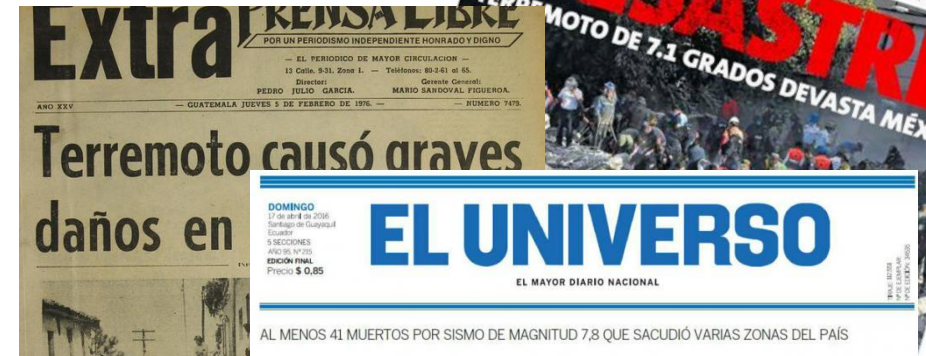 Extra
PRENSA LIBRE
POR UN PERIODISMO INDEPENDIENTE HONRADO Y DIGNO
— EL PERIODICO DE MAYOR CIRCULACION —
13 Calle, 9-31, Zona 1. — Teléfonos: 80-2-61 al 65.
Director: Gerente General:
PEDRO JULIO GARCIA. MARIO SANDOVAL FIGUEROA.
AÑO XXV — GUATEMALA JUEVES 5 DE FEBRERO DE 1976. — — NUMERO 7479.
Terremoto causó graves
daños en
TERREMOTO DE 7.1 GRADOS DEVASTA
DOMINGO
17 de abril de 2016
Santiago de Guayaquil
Ecuador
5 SECCIONES
AÑO 95. Nº 215
EDICIÓN FINAL
Precio $ 0,85
EL UNIVERSO
EL MAYOR DIARIO NACIONAL
AL MENOS 41 MUERTOS POR SISMO DE MAGNITUD 7,8 QUE SACUDIÓ VARIAS ZONAS DEL PAÍS